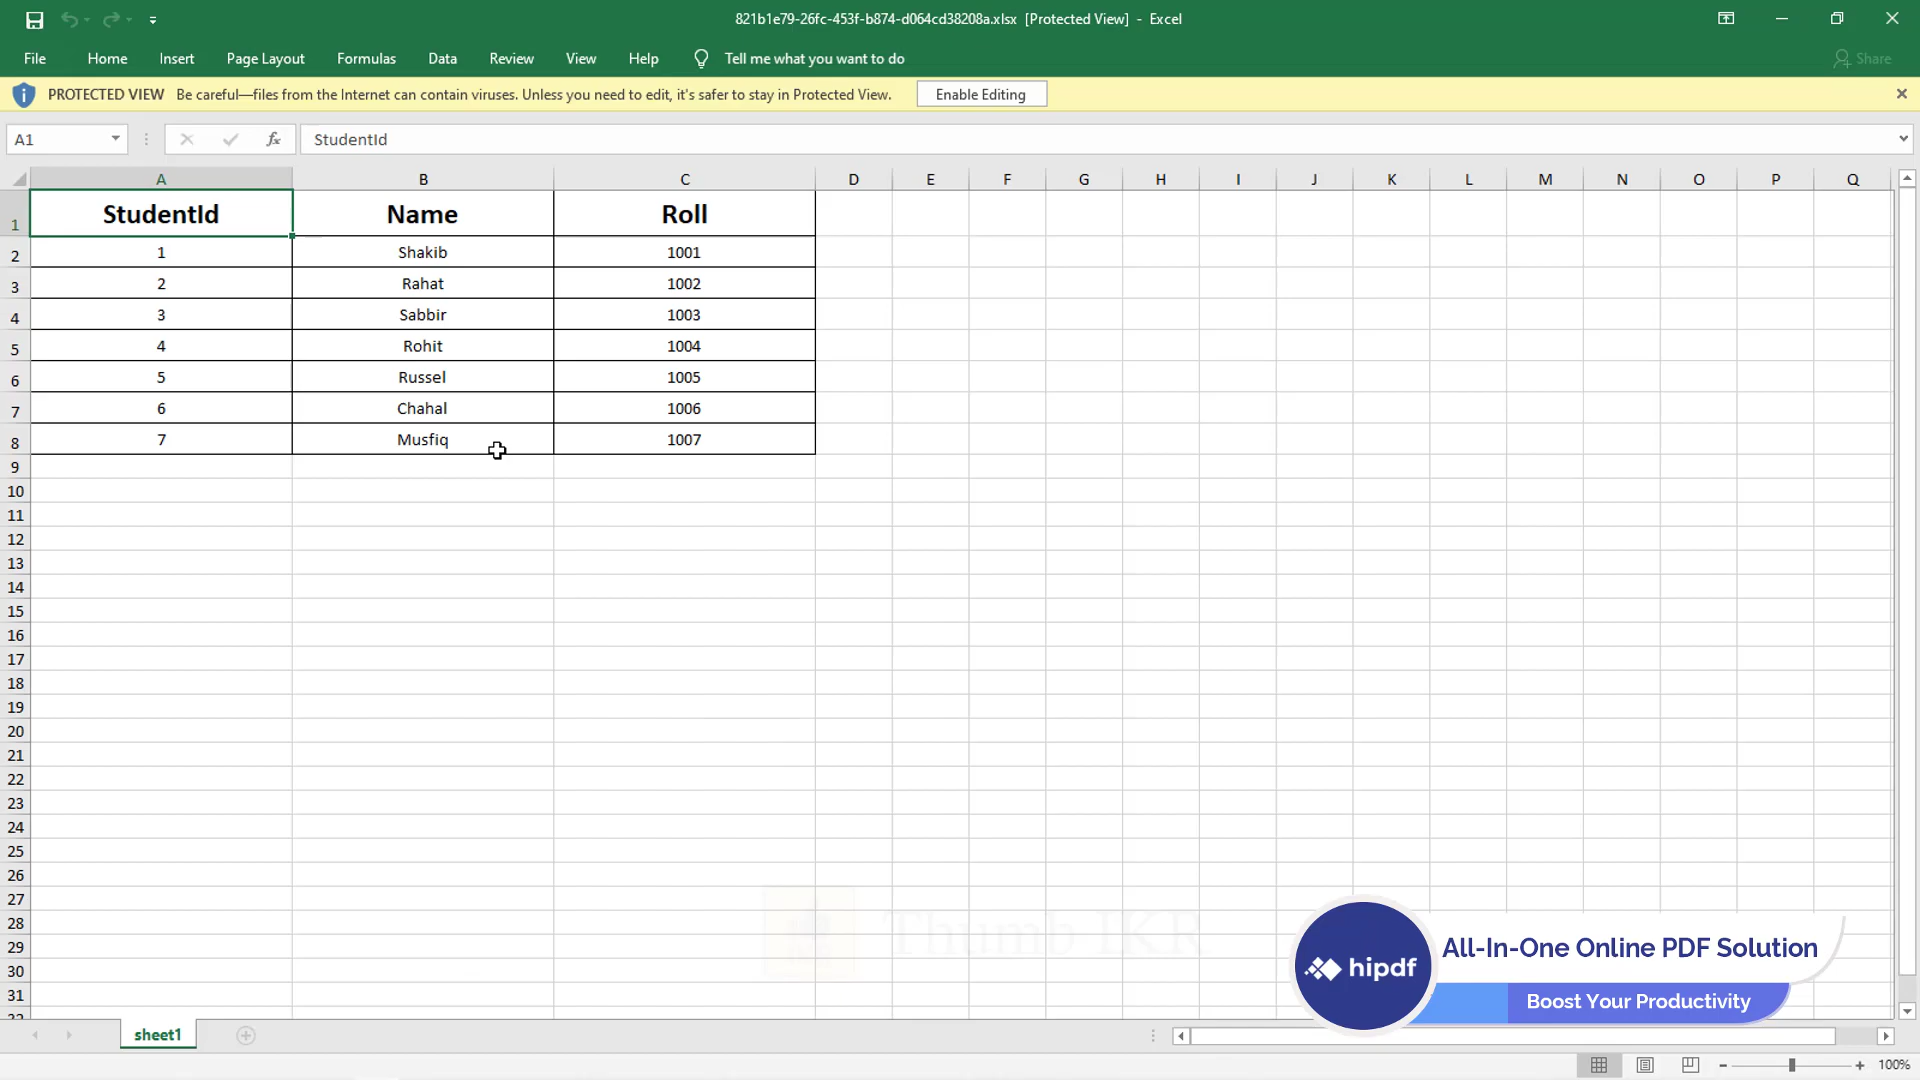 821b1e79-26fc-453f-b874-d064cd38208a.xlsx [Protected View] - Excel
File Home Insert Page Layout Formulas Data Review View Help Tell me what you want to do Share
PROTECTED VIEW Be careful—files from the Internet can contain viruses. Unless you need to edit, it's safer to stay in Protected View. Enable Editing
A1 fx StudentId
A B C D E F G H I J K L M N O P Q
1 StudentId Name Roll
2 1 Shakib 1001
3 2 Rahat 1002
4 3 Sabbir 1003
5 4 Rohit 1004
6 5 Russel 1005
7 6 Chahal 1006
8 7 Musfiq 1007
9
10
11
12
13
14
15
16
17
18
19
20
21
22
23
24
25
26
27
28
29
30
31
32
Thumb IKR
hipdf
All-In-One Online PDF Solution
Boost Your Productivity
sheet1
100%